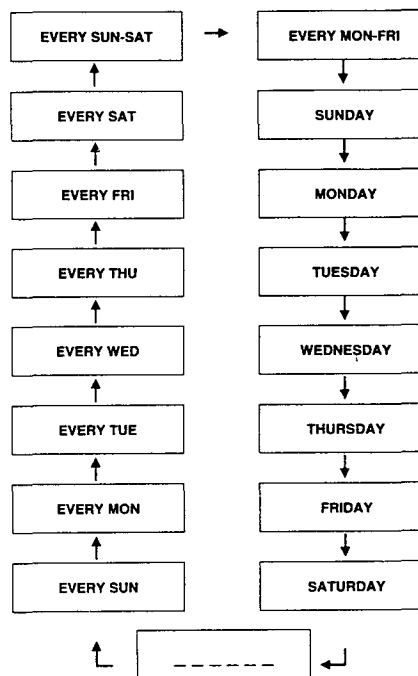 EVERY SUN-SAT
EVERY MON-FRI
EVERY SAT
SUNDAY
EVERY FRI
MONDAY
EVERY THU
TUESDAY
EVERY WED
WEDNESDAY
EVERY TUE
THURSDAY
EVERY MON
FRIDAY
EVERY SUN
SATURDAY
_ _ _ _ _ _